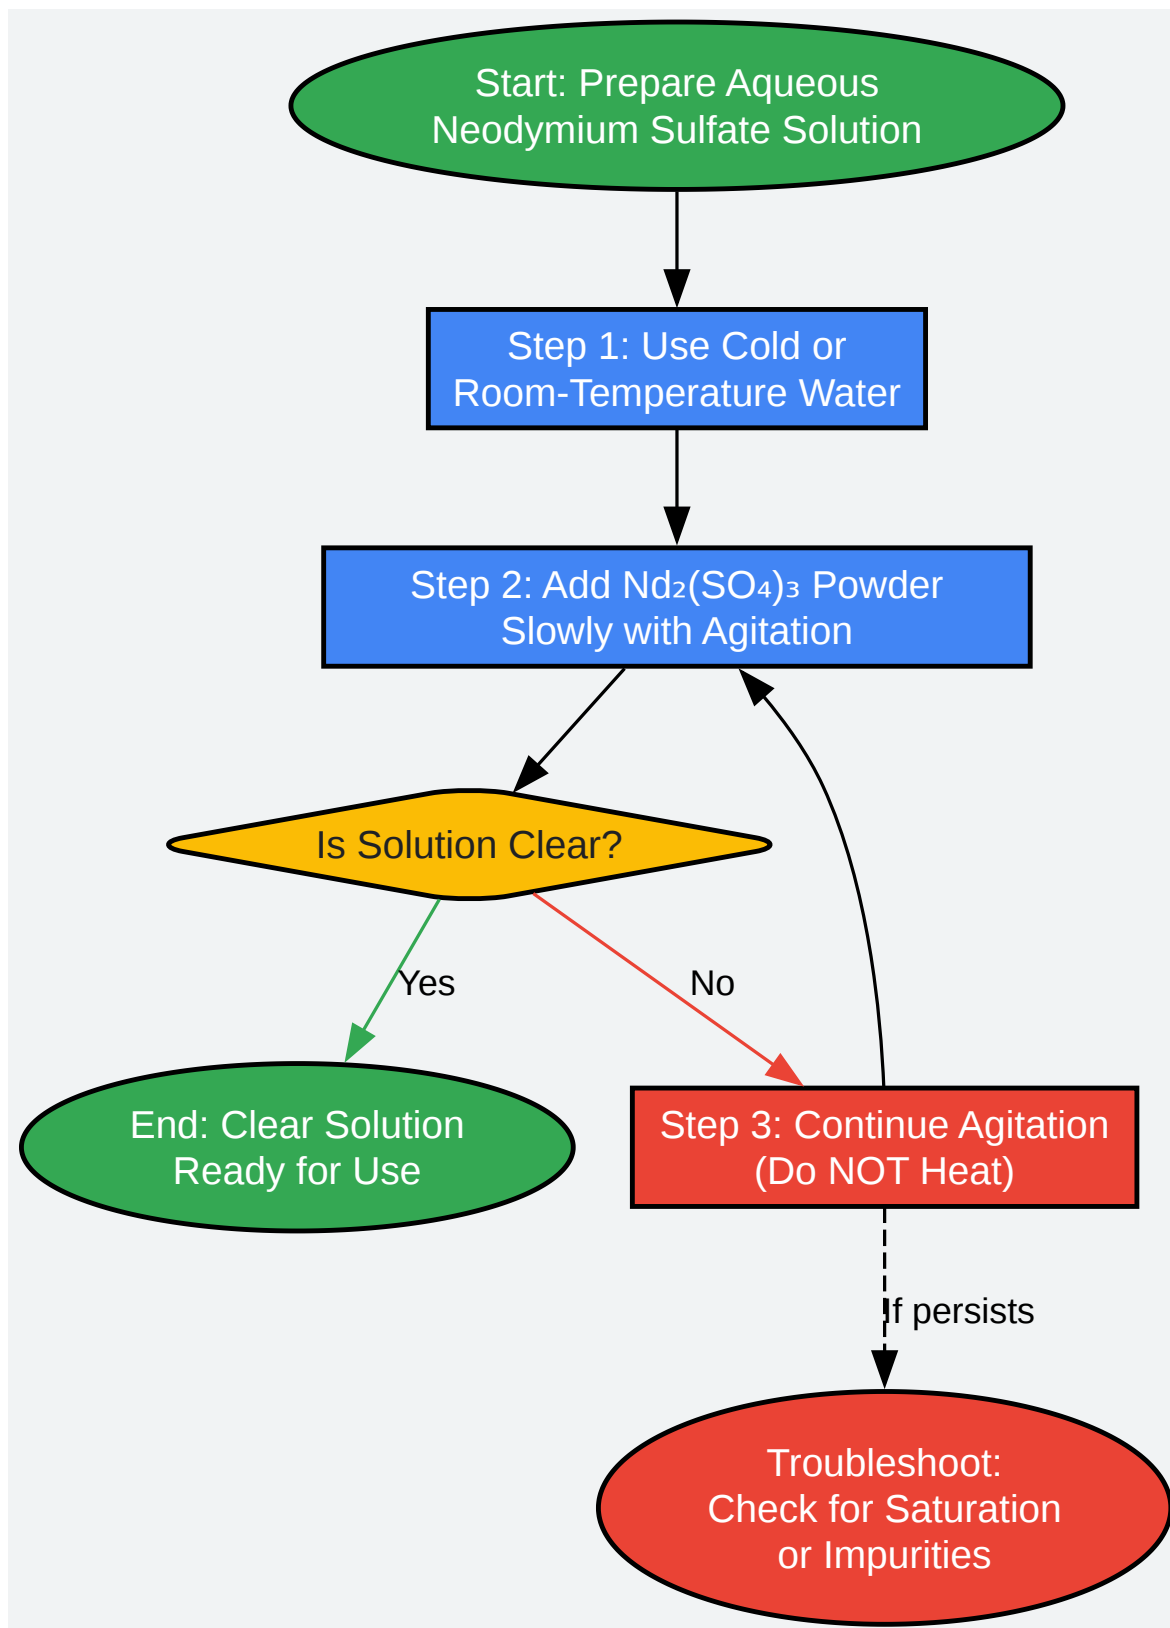 Start: Prepare Aqueous
Neodymium Sulfate Solution
Step 1: Use Cold or
Room-Temperature Water
Step 2: Add Nd₂(SO₄)₃ Powder
Slowly with Agitation
Is Solution Clear?
Yes
No
End: Clear Solution
Ready for Use
Step 3: Continue Agitation
(Do NOT Heat)
If persists
Troubleshoot:
Check for Saturation
or Impurities